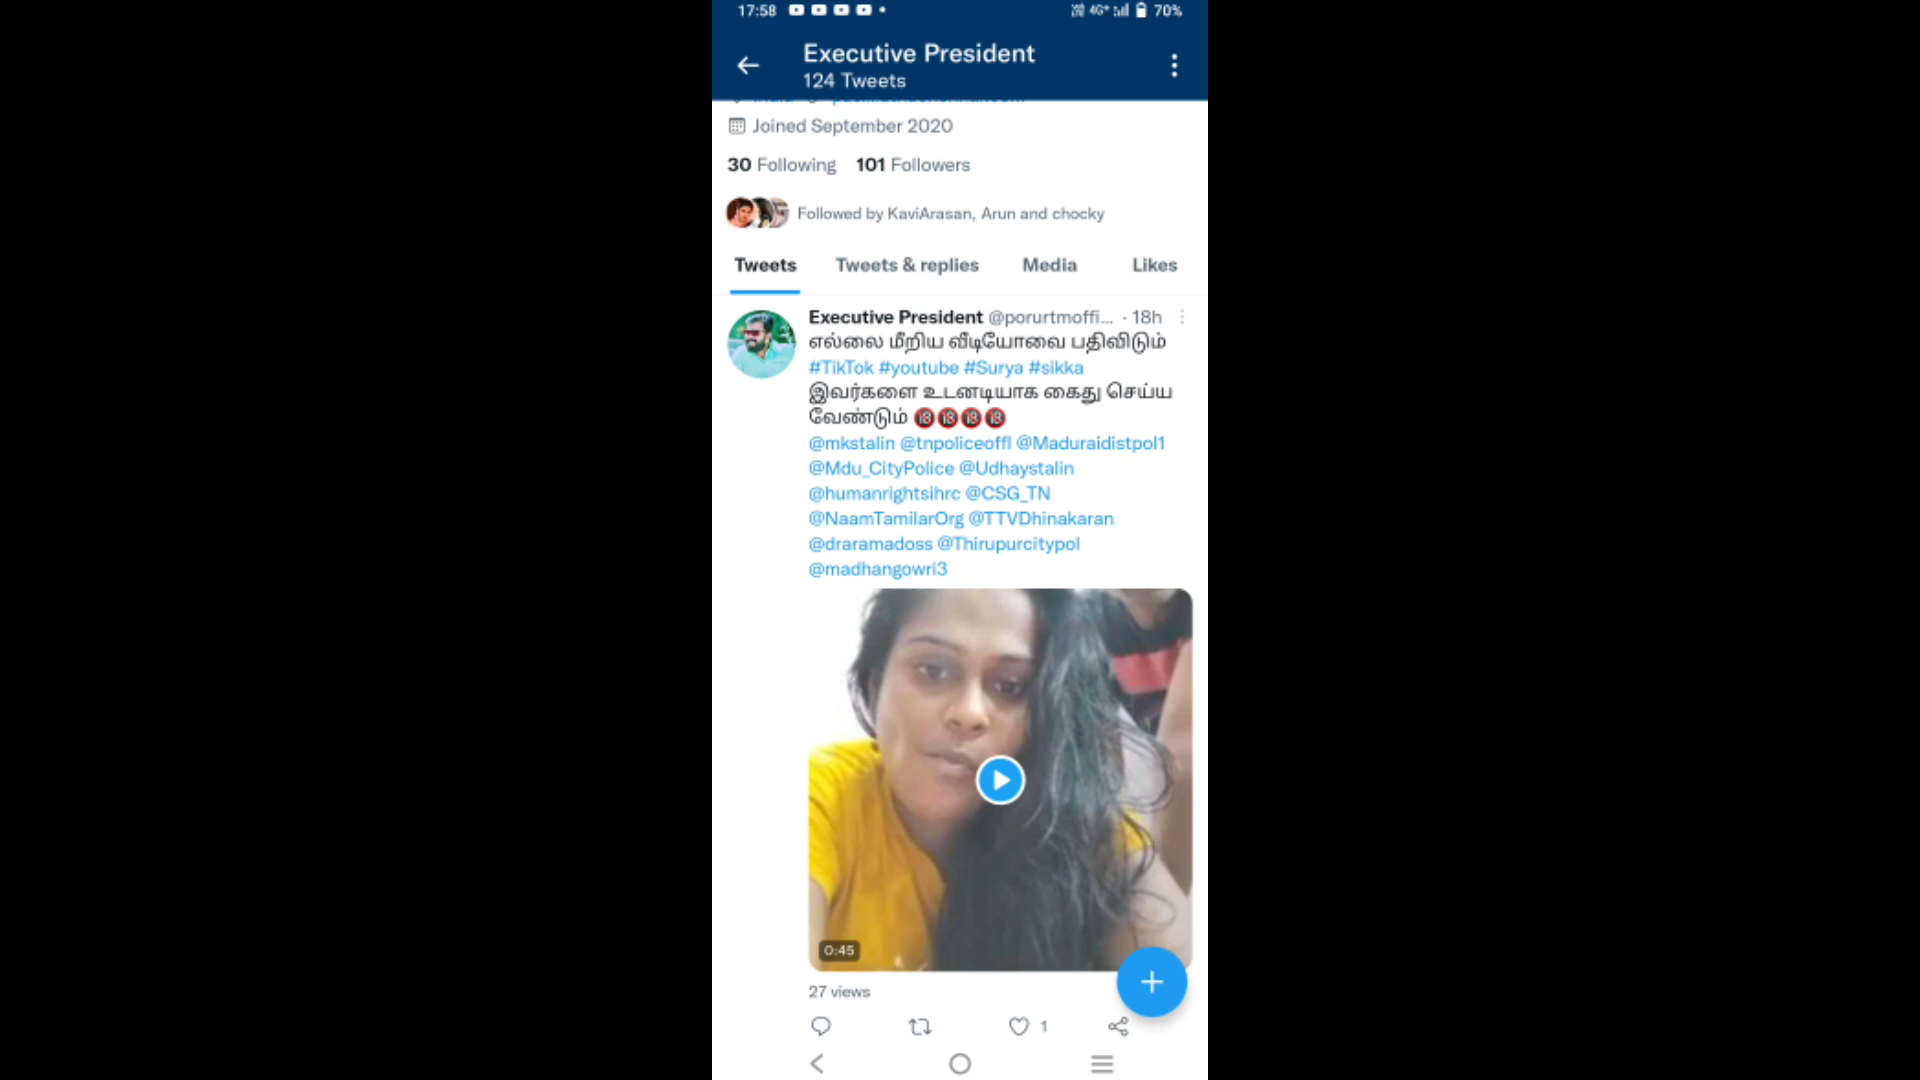 17:58 4G+ 70%
Executive President
124 Tweets
Joined September 2020
30 Following 101 Followers
Followed by KaviArasan, Arun and chocky
Tweets Tweets & replies Media Likes
Executive President @porurtmoffi... · 18h
எல்லை மீறிய வீடியோவை பதிவிடும்
#TikTok #youtube #Surya #sikka
இவர்களை உடனடியாக கைது செய்ய
வேண்டும் 🔞🔞🔞🔞
@mkstalin @tnpoliceoffl @Maduraidistpol1
@Mdu_CityPolice @Udhaystalin
@humanrightsihrc @CSG_TN
@NaamTamilarOrg @TTVDhinakaran
@draramadoss @Thirupurcitypol
@madhangowri3
0:45
27 views
1